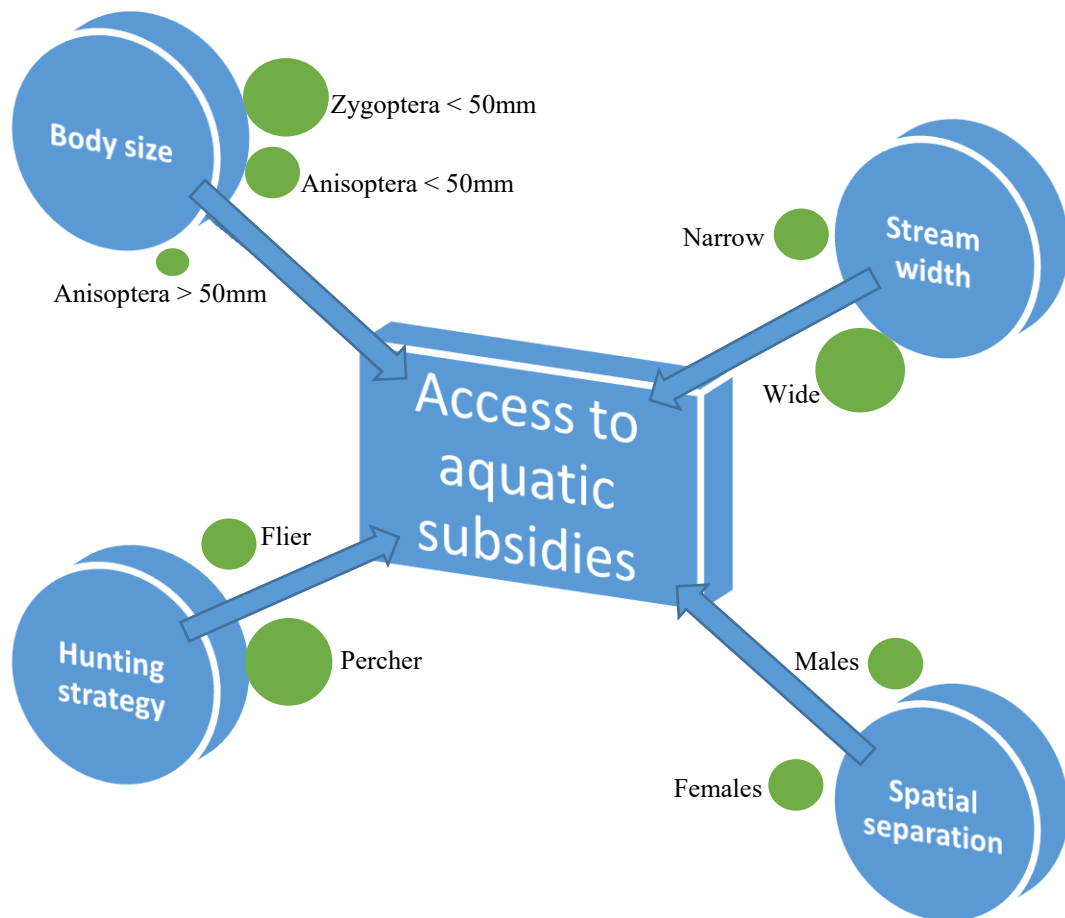 Body size
Zygoptera < 50mm
Anisoptera < 50mm
Anisoptera > 50mm
Narrow
Stream
width
Wide
Access to
aquatic
subsidies
Flier
Hunting
strategy
Percher
Males
Females
Spatial
separation